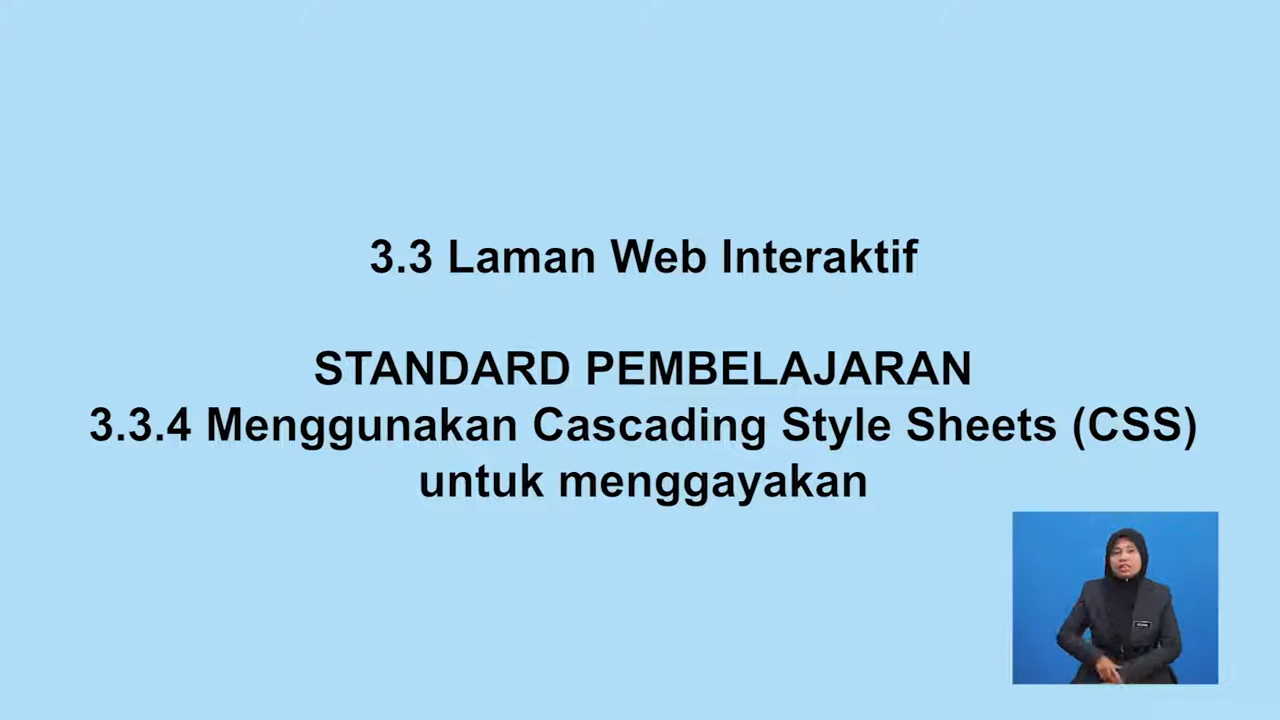 3.3 Laman Web Interaktif
STANDARD PEMBELAJARAN
3.3.4 Menggunakan Cascading Style Sheets (CSS)
untuk menggayakan